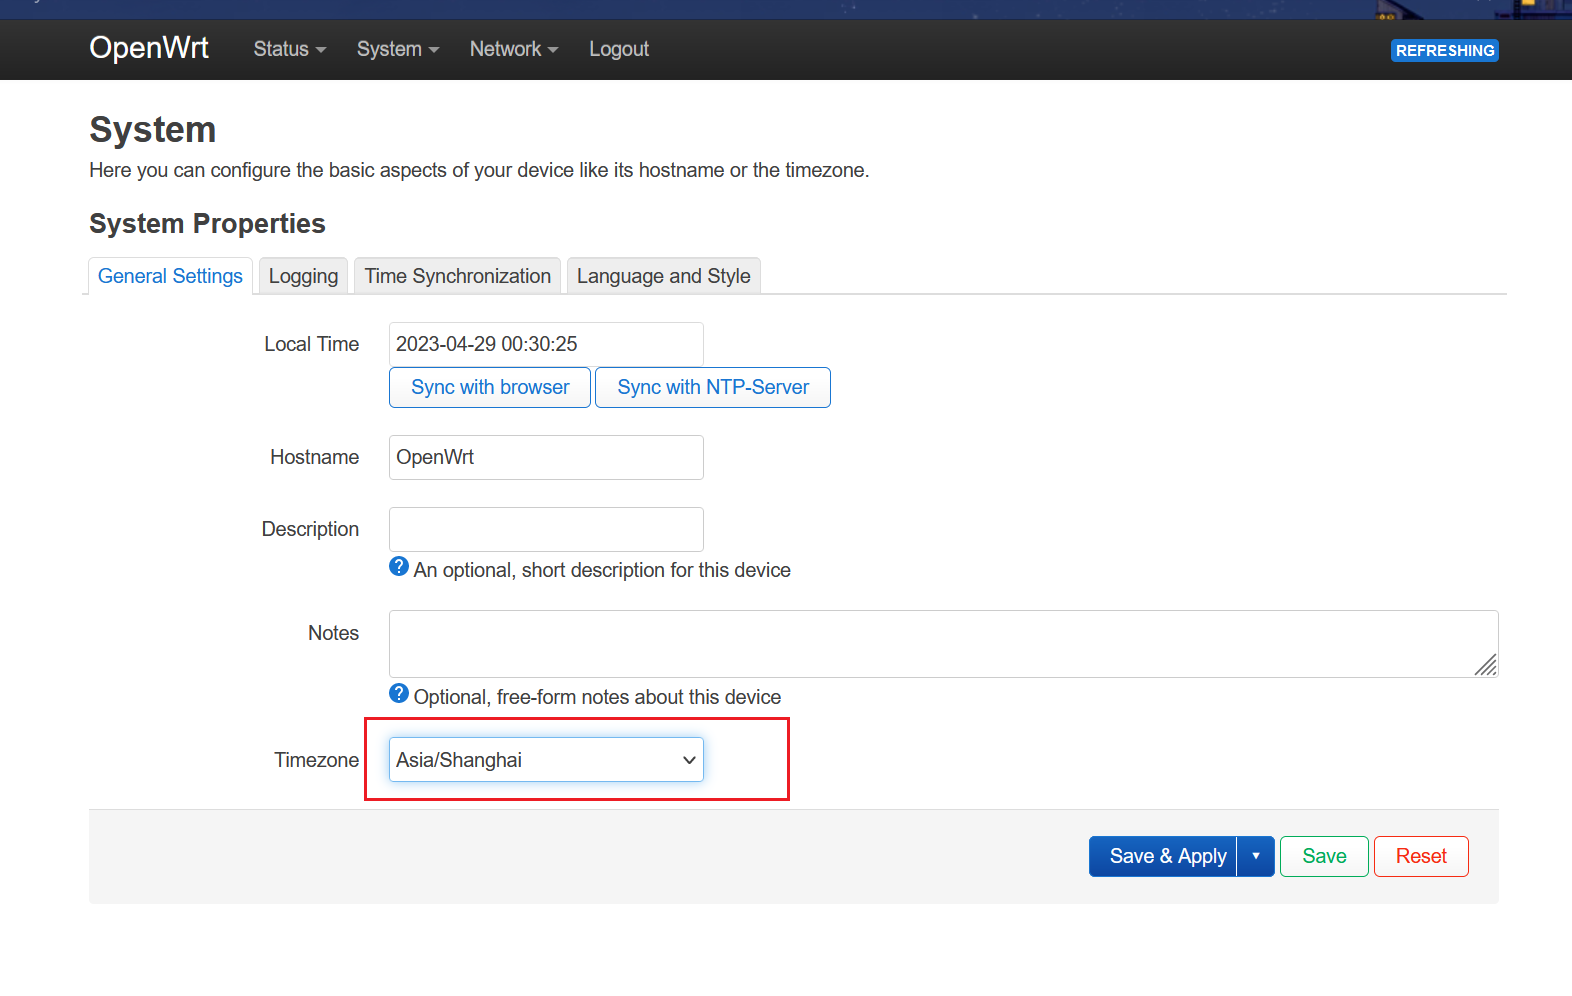 OpenWrt Status System Network Logout REFRESHING
System
Here you can configure the basic aspects of your device like its hostname or the timezone.
System Properties
General Settings Logging Time Synchronization Language and Style
Local Time 2023-04-29 00:30:25
Sync with browser Sync with NTP-Server
Hostname OpenWrt
Description
? An optional, short description for this device
Notes
? Optional, free-form notes about this device
Timezone Asia/Shanghai
Save & Apply Save Reset